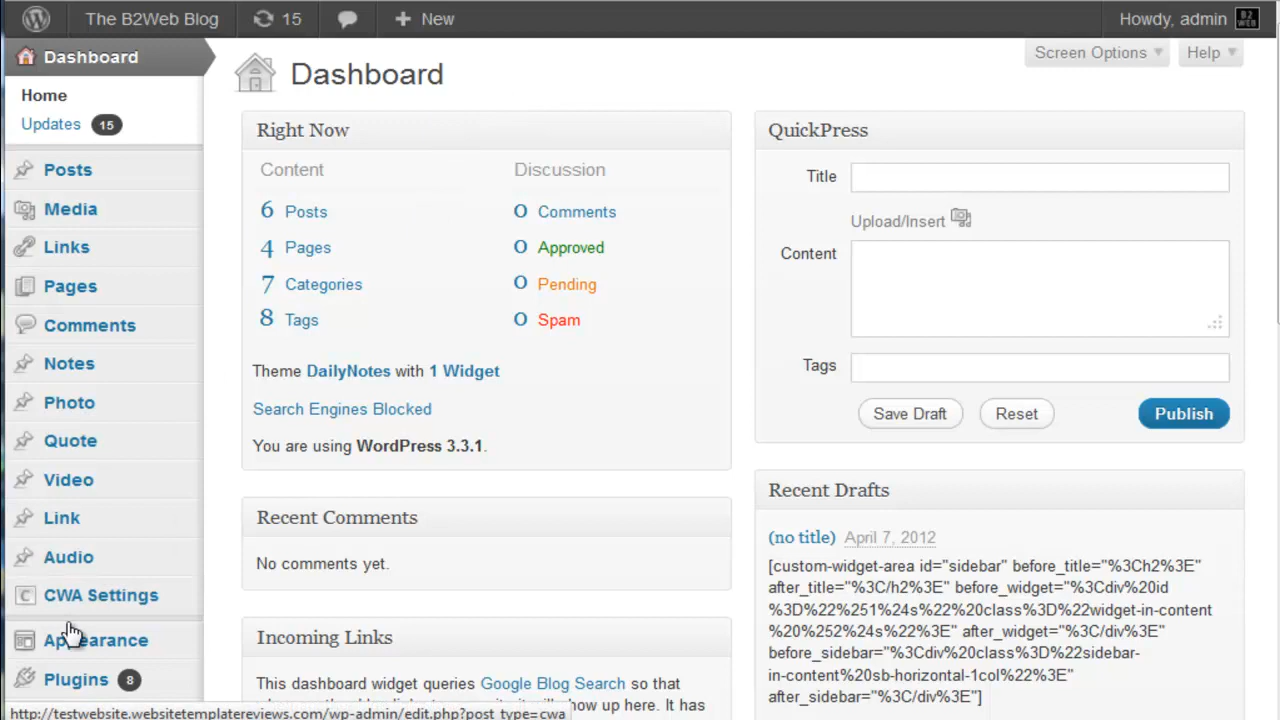 The B2Web Blog 15 New Howdy, admin B2 WEB
Dashboard
Home
Updates 15
Posts
Media
Links
Pages
Comments
Notes
Photo
Quote
Video
Link
Audio
CWA Settings
Appearance
Plugins 8
Screen Options Help
Dashboard
Right Now
Content Discussion
6 Posts 0 Comments
4 Pages 0 Approved
7 Categories 0 Pending
8 Tags 0 Spam
Theme DailyNotes with 1 Widget
Search Engines Blocked
You are using WordPress 3.3.1.
Recent Comments
No comments yet.
Incoming Links
This dashboard widget queries Google Blog Search so that
show up here. It has
QuickPress
Title
Upload/Insert
Content
Tags
Save Draft Reset Publish
Recent Drafts
(no title) April 7, 2012
[custom-widget-area id="sidebar" before_title="%3Ch2%3E"
after_title="%3C/h2%3E" before_widget="%3Cdiv%20id
%3D%22%251%24s%22%20class%3D%22widget-in-content
%20%252%24s%22%3E" after_widget="%3C/div%3E"
before_sidebar="%3Cdiv%20class%3D%22sidebar-
in-content%20sb-horizontal-1col%22%3E"
after_sidebar="%3C/div%3E"]
http://testwebsite.websitetemplatereviews.com/wp-admin/edit.php?post_type=cwa